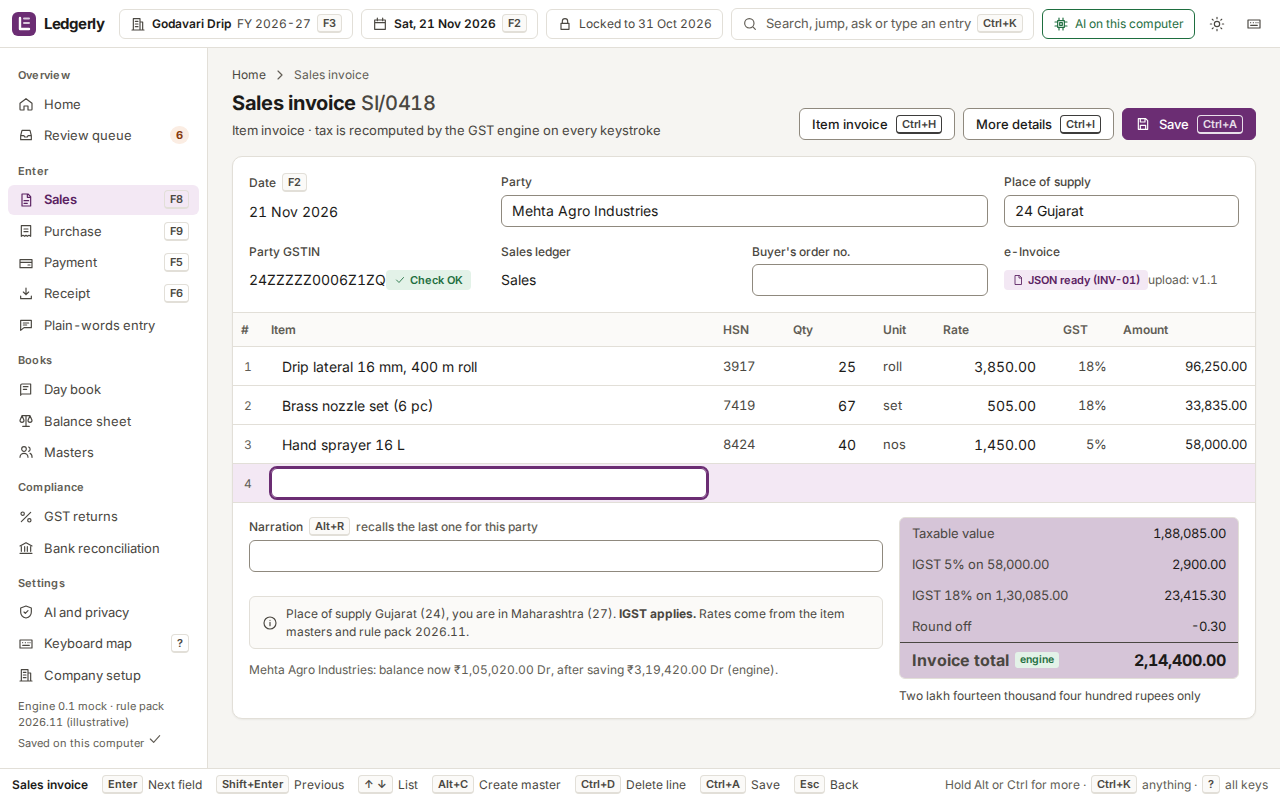 Ledgerly
Godavari Drip FY 2026-27 F3
Sat, 21 Nov 2026 F2
Locked to 31 Oct 2026
Search, jump, ask or type an entry Ctrl+K
AI on this computer
Overview
Home
Review queue 6
Enter
Sales F8
Purchase F9
Payment F5
Receipt F6
Plain-words entry
Books
Day book
Balance sheet
Masters
Compliance
GST returns
Bank reconciliation
Settings
AI and privacy
Keyboard map ?
Company setup
Engine 0.1 mock · rule pack
2026.11 (illustrative)
Saved on this computer
Home Sales invoice
Sales invoice SI/0418
Item invoice · tax is recomputed by the GST engine on every keystroke
Item invoice Ctrl+H
More details Ctrl+I
Save Ctrl+A
Date F2 Party Place of supply
21 Nov 2026 Mehta Agro Industries 24 Gujarat
Party GSTIN Sales ledger Buyer's order no. e-Invoice
24ZZZZZ0006Z1ZQ Check OK Sales JSON ready (INV-01) upload: v1.1
# Item HSN Qty Unit Rate GST Amount
1 Drip lateral 16 mm, 400 m roll 3917 25 roll 3,850.00 18% 96,250.00
2 Brass nozzle set (6 pc) 7419 67 set 505.00 18% 33,835.00
3 Hand sprayer 16 L 8424 40 nos 1,450.00 5% 58,000.00
4
Narration Alt+R recalls the last one for this party
Place of supply Gujarat (24), you are in Maharashtra (27). IGST applies. Rates come from the item
masters and rule pack 2026.11.
Mehta Agro Industries: balance now ₹1,05,020.00 Dr, after saving ₹3,19,420.00 Dr (engine).
Taxable value 1,88,085.00
IGST 5% on 58,000.00 2,900.00
IGST 18% on 1,30,085.00 23,415.30
Round off -0.30
Invoice total engine 2,14,400.00
Two lakh fourteen thousand four hundred rupees only
Sales invoice Enter Next field Shift+Enter Previous ↑ ↓ List Alt+C Create master Ctrl+D Delete line Ctrl+A Save Esc Back
Hold Alt or Ctrl for more · Ctrl+K anything · ? all keys